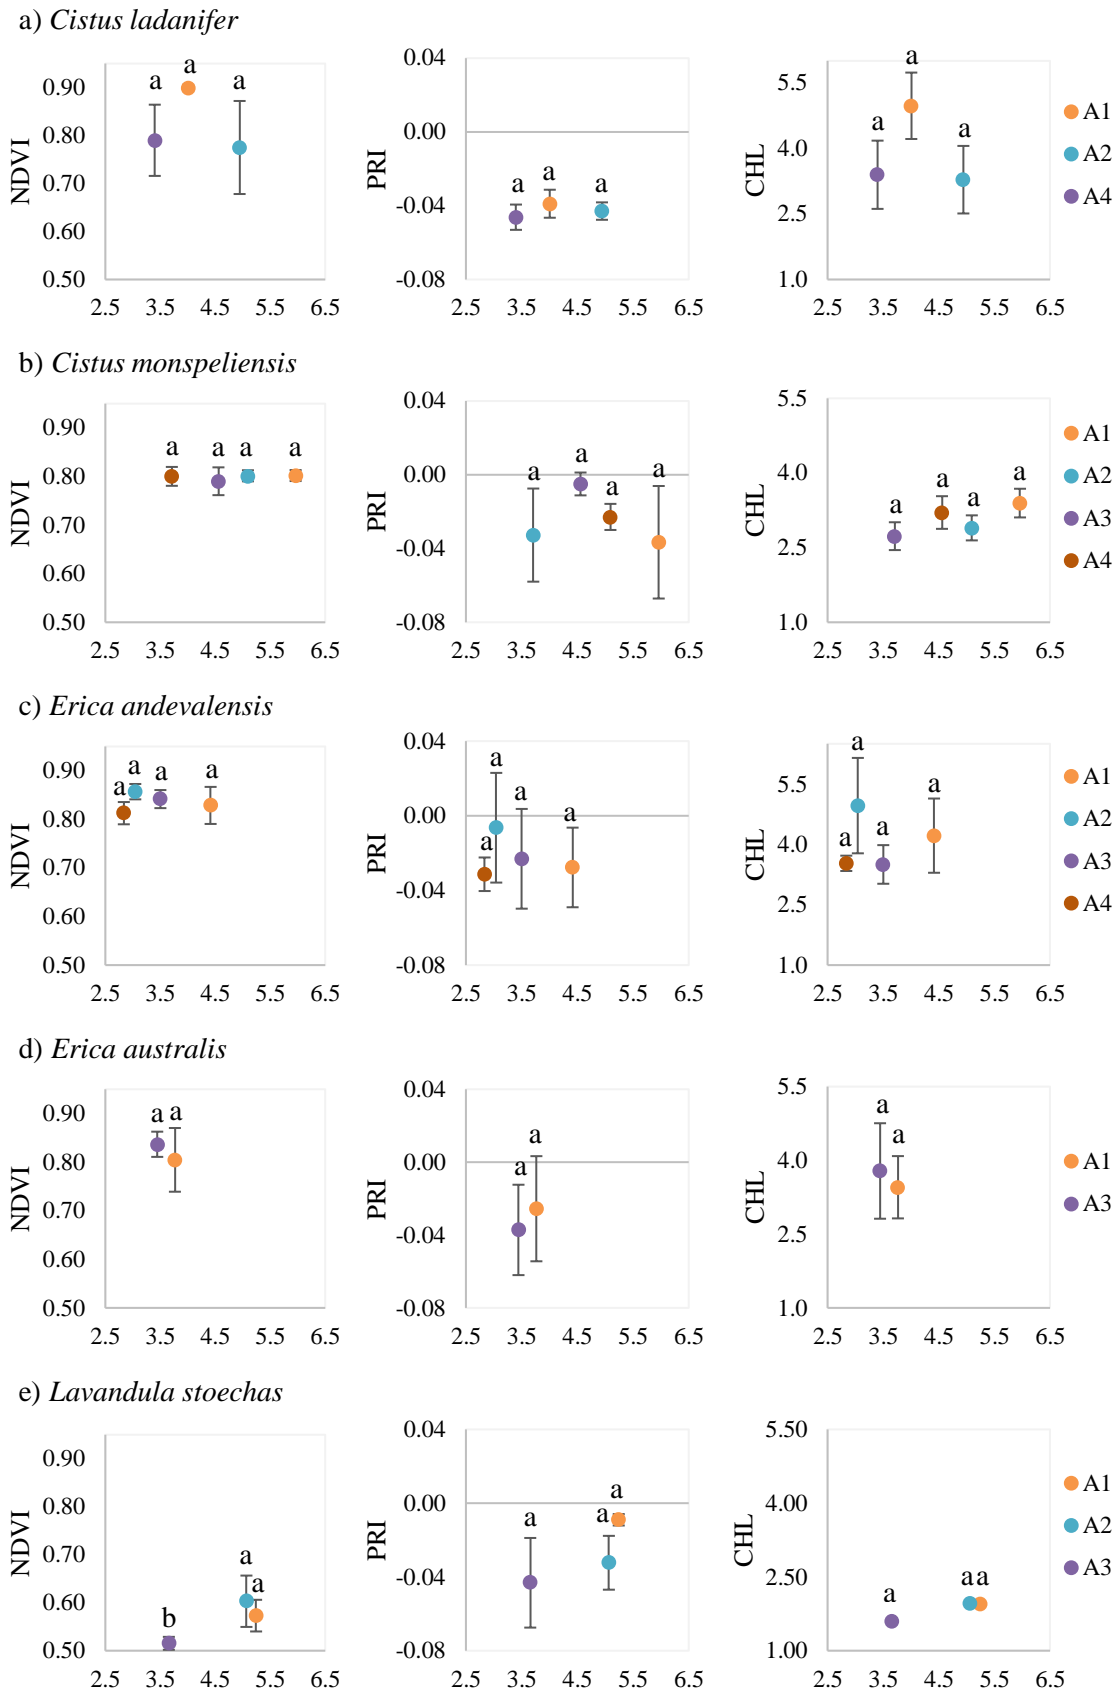 a) Cistus ladanifer
NDVI
0.90
0.80
0.70
0.60
0.50
a a a
2.5 3.5 4.5 5.5 6.5
PRI
0.04
0.00
-0.04
-0.08
a a a
2.5 3.5 4.5 5.5 6.5
CHL
5.5
4.0
2.5
1.0
a a a
2.5 3.5 4.5 5.5 6.5
A1
A2
A4
b) Cistus monspeliensis
NDVI
0.90
0.80
0.70
0.60
0.50
a a a a
2.5 3.5 4.5 5.5 6.5
PRI
0.04
0.00
-0.04
-0.08
a a a a
2.5 3.5 4.5 5.5 6.5
CHL
5.5
4.0
2.5
1.0
a a a a
2.5 3.5 4.5 5.5 6.5
A1
A2
A3
A4
c) Erica andevalensis
NDVI
0.90
0.80
0.70
0.60
0.50
a a a a
2.5 3.5 4.5 5.5 6.5
PRI
0.04
0.00
-0.04
-0.08
a a a a
2.5 3.5 4.5 5.5 6.5
CHL
5.5
4.0
2.5
1.0
a a a a
2.5 3.5 4.5 5.5 6.5
A1
A2
A3
A4
d) Erica australis
NDVI
0.90
0.80
0.70
0.60
0.50
a a
2.5 3.5 4.5 5.5 6.5
PRI
0.04
0.00
-0.04
-0.08
a a
2.5 3.5 4.5 5.5 6.5
CHL
5.5
4.0
2.5
1.0
a a
2.5 3.5 4.5 5.5 6.5
A1
A3
e) Lavandula stoechas
NDVI
0.90
0.80
0.70
0.60
0.50
b a a
2.5 3.5 4.5 5.5 6.5
PRI
0.04
0.00
-0.04
-0.08
a a a
2.5 3.5 4.5 5.5 6.5
CHL
5.50
4.00
2.50
1.00
a a a
2.5 3.5 4.5 5.5 6.5
A1
A2
A3